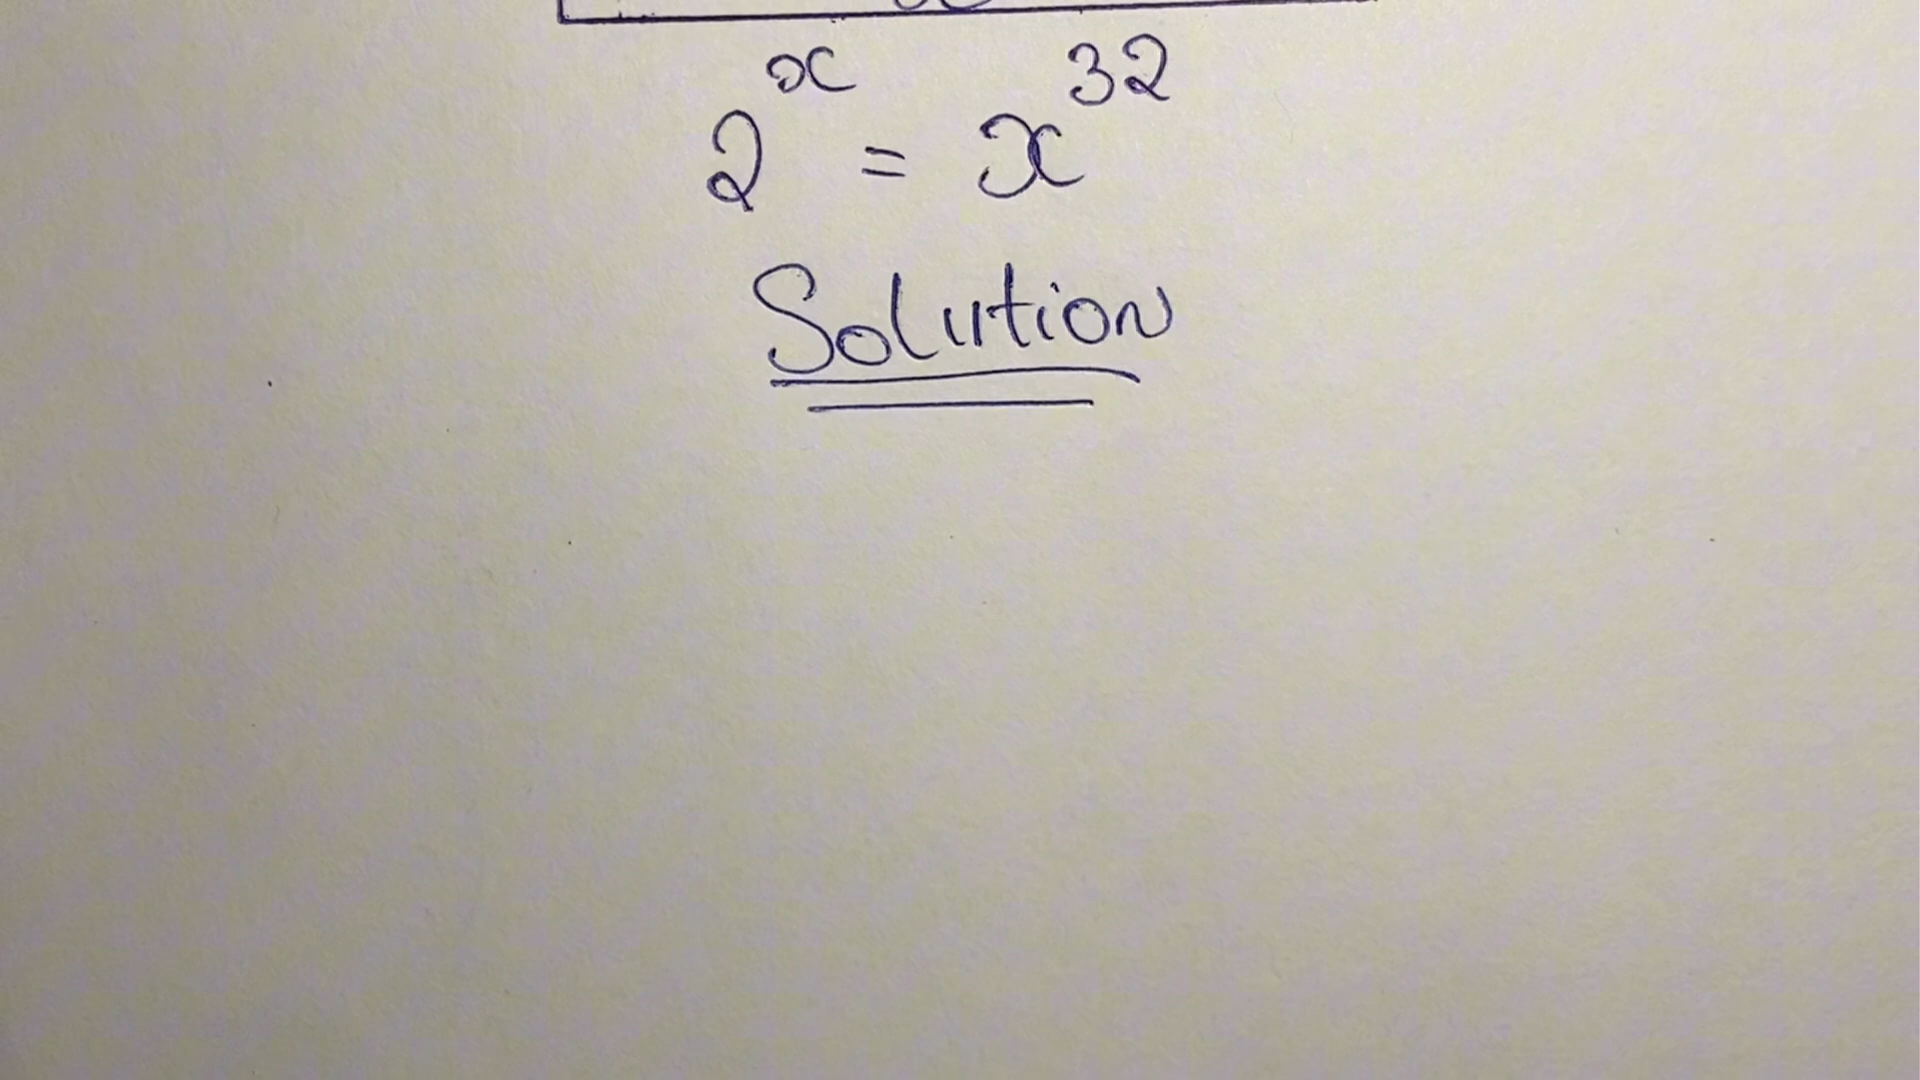 2^x = x^32
Solution